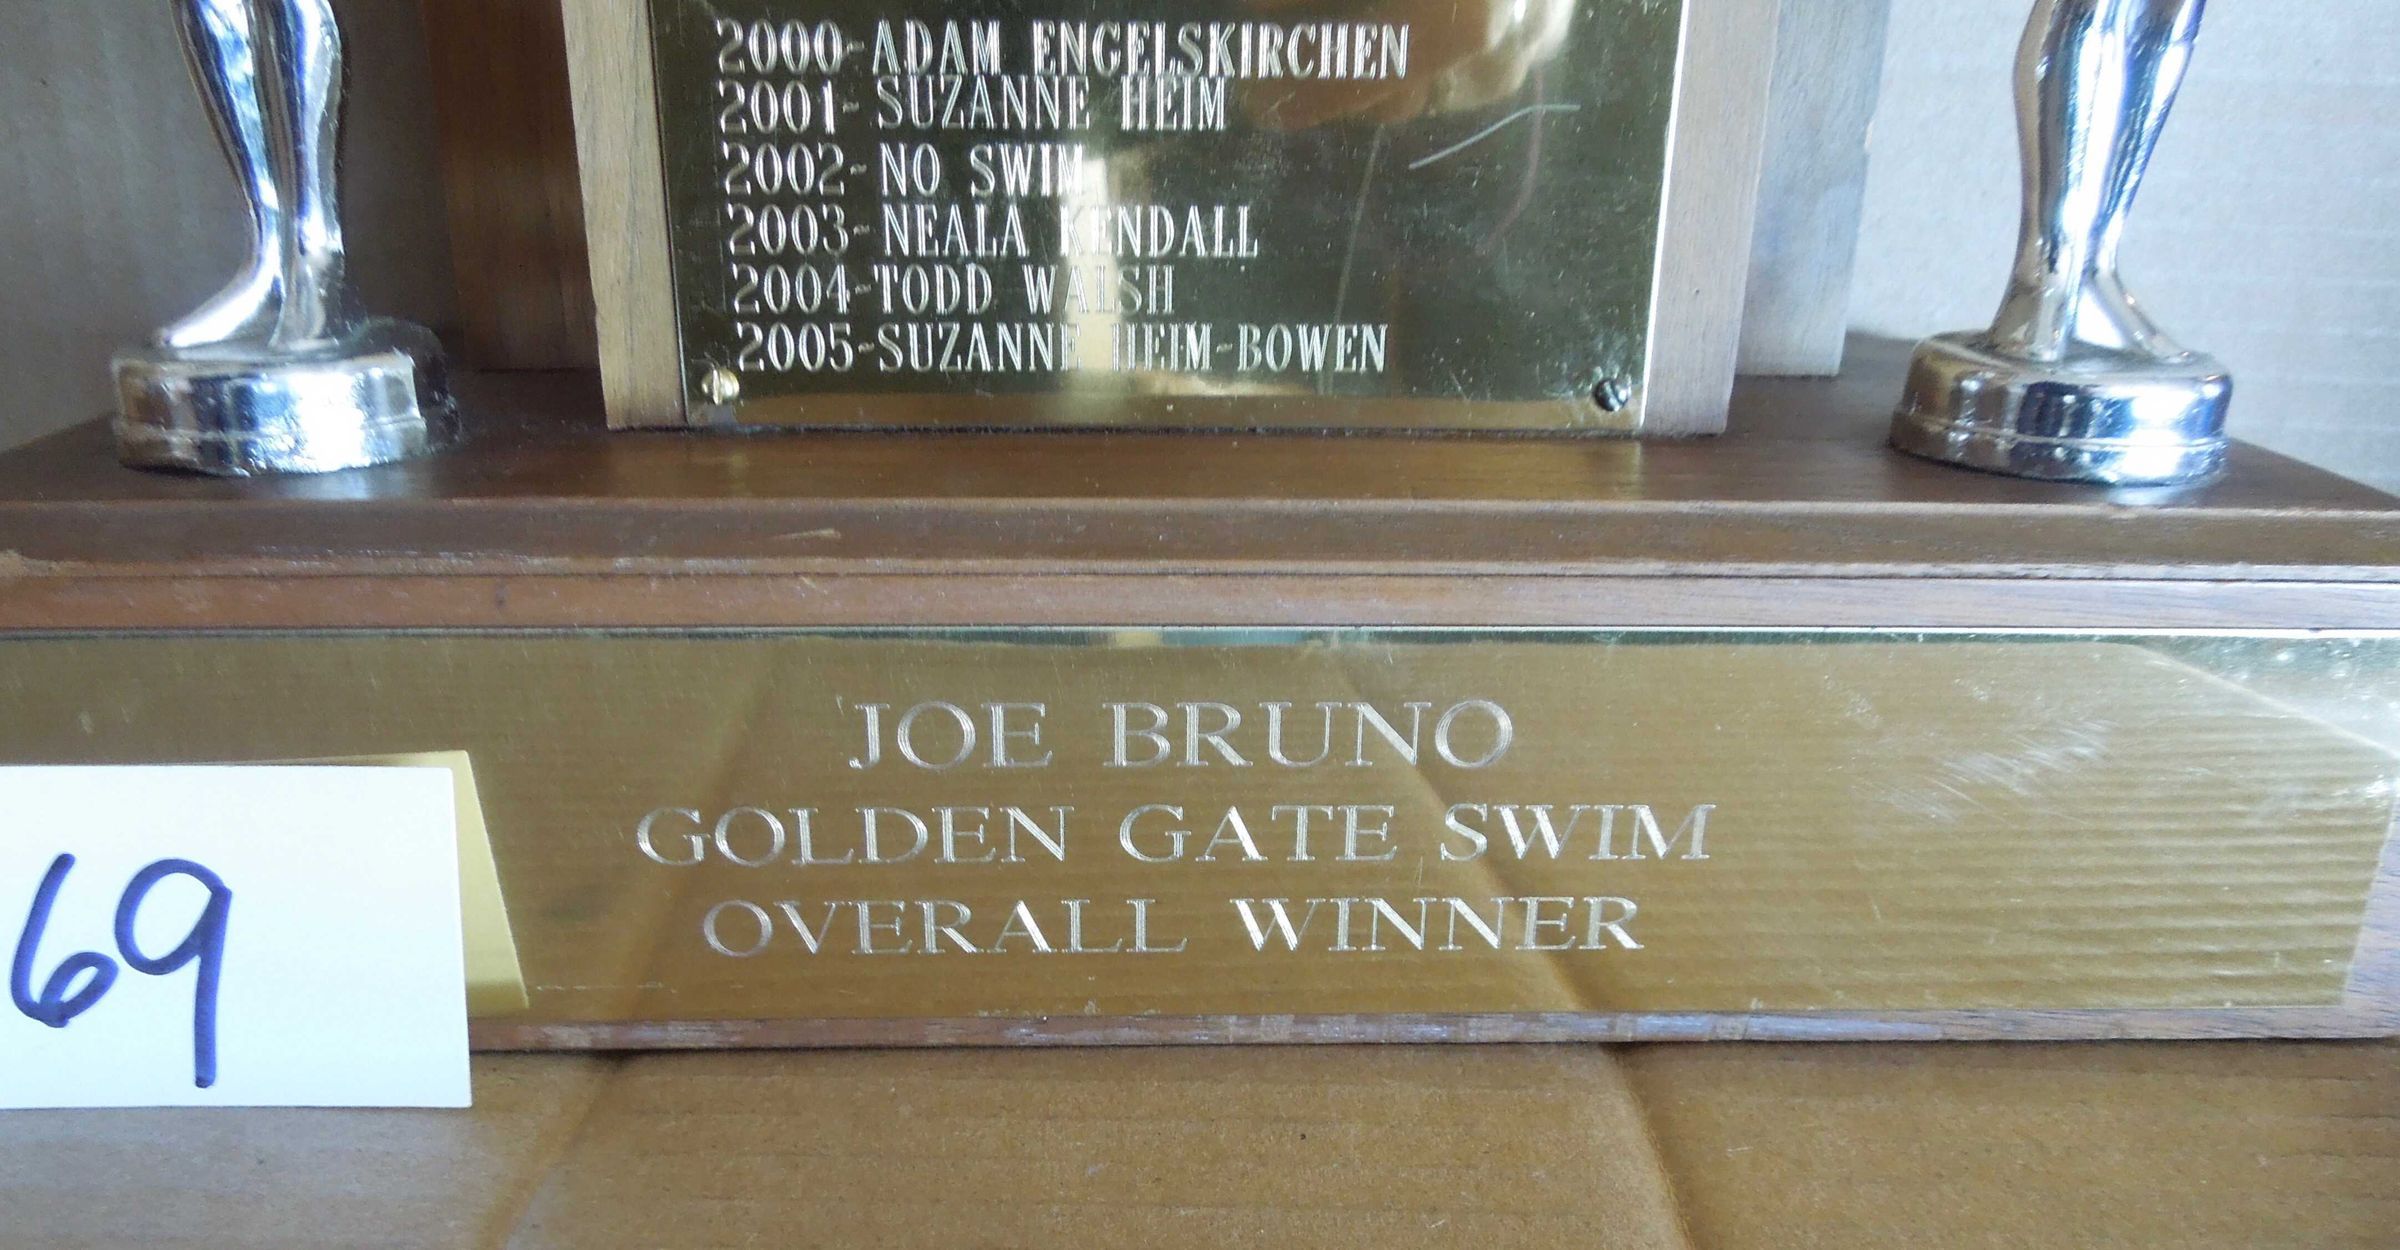 2000-ADAM ENGELSKIRCHEN
2001- SUZANNE HEIM
2002- NO SWIM
2003- NEALA KENDALL
2004-TODD WALSH
2005-SUZANNE HEIM-BOWEN
JOE BRUNO
GOLDEN GATE SWIM
OVERALL WINNER
69